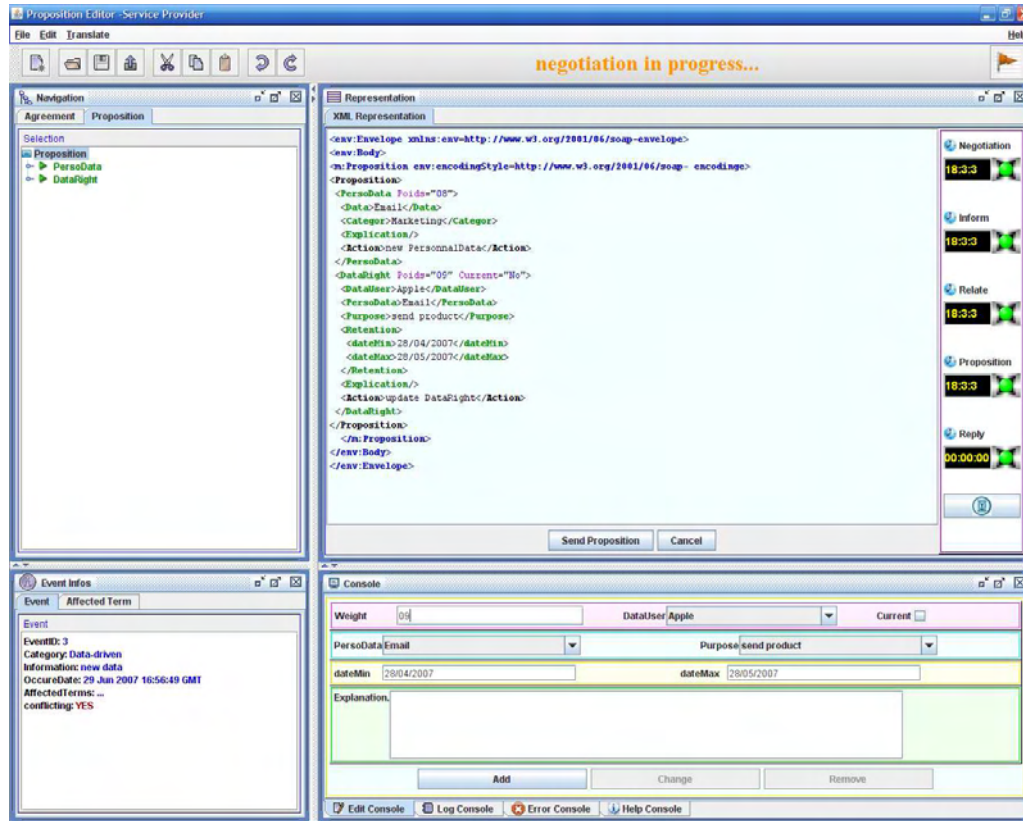 Proposition Editor -Service Provider
File Edit Translate
Hel
negotiation in progress...
Navigation
Agreement Proposition
Selection
Proposition
PersoData
DataRight
Representation
XML Representation
<env:Envelope xmlns:env=http://www.w3.org/2001/06/soap-envelope>
<env:Body>
<m:Proposition env:encodingStyle=http://www.w3.org/2001/06/soap- encodinge>
<Proposition>
<PersoData Poids="08">
<Data>Email</Data>
<Categor>Marketing</Categor>
<Explication/>
<Action>new PersonnalData</Action>
</PersoData>
<DataRight Poids="09" Current="No">
<DataUser>Apple</DataUser>
<PersoData>Email</PersoData>
<Purpose>send product</Purpose>
<Retention>
<dateMin>28/04/2007</dateMin>
<dateMax>28/05/2007</dateMax>
</Retention>
<Explication/>
<Action>update DataRight</Action>
</DataRight>
</Proposition>
</m:Proposition>
</env:Body>
</env:Envelope>
Send Proposition Cancel
Negotiation
18:3:3
Inform
18:3:3
Relate
18:3:3
Proposition
18:3:3
Reply
00:00:00
Event Infos
Event Affected Term
Event
EventID: 3
Category: Data-driven
Information: new data
OccureDate: 29 Jun 2007 16:56:49 GMT
AffectedTerms: ...
conflicting: YES
Console
Weight 09 DataUser Apple Current
PersoData Email Purpose send product
dateMin 28/04/2007 dateMax 28/05/2007
Explanation.
Add Change Remove
Edit Console Log Console Error Console Help Console